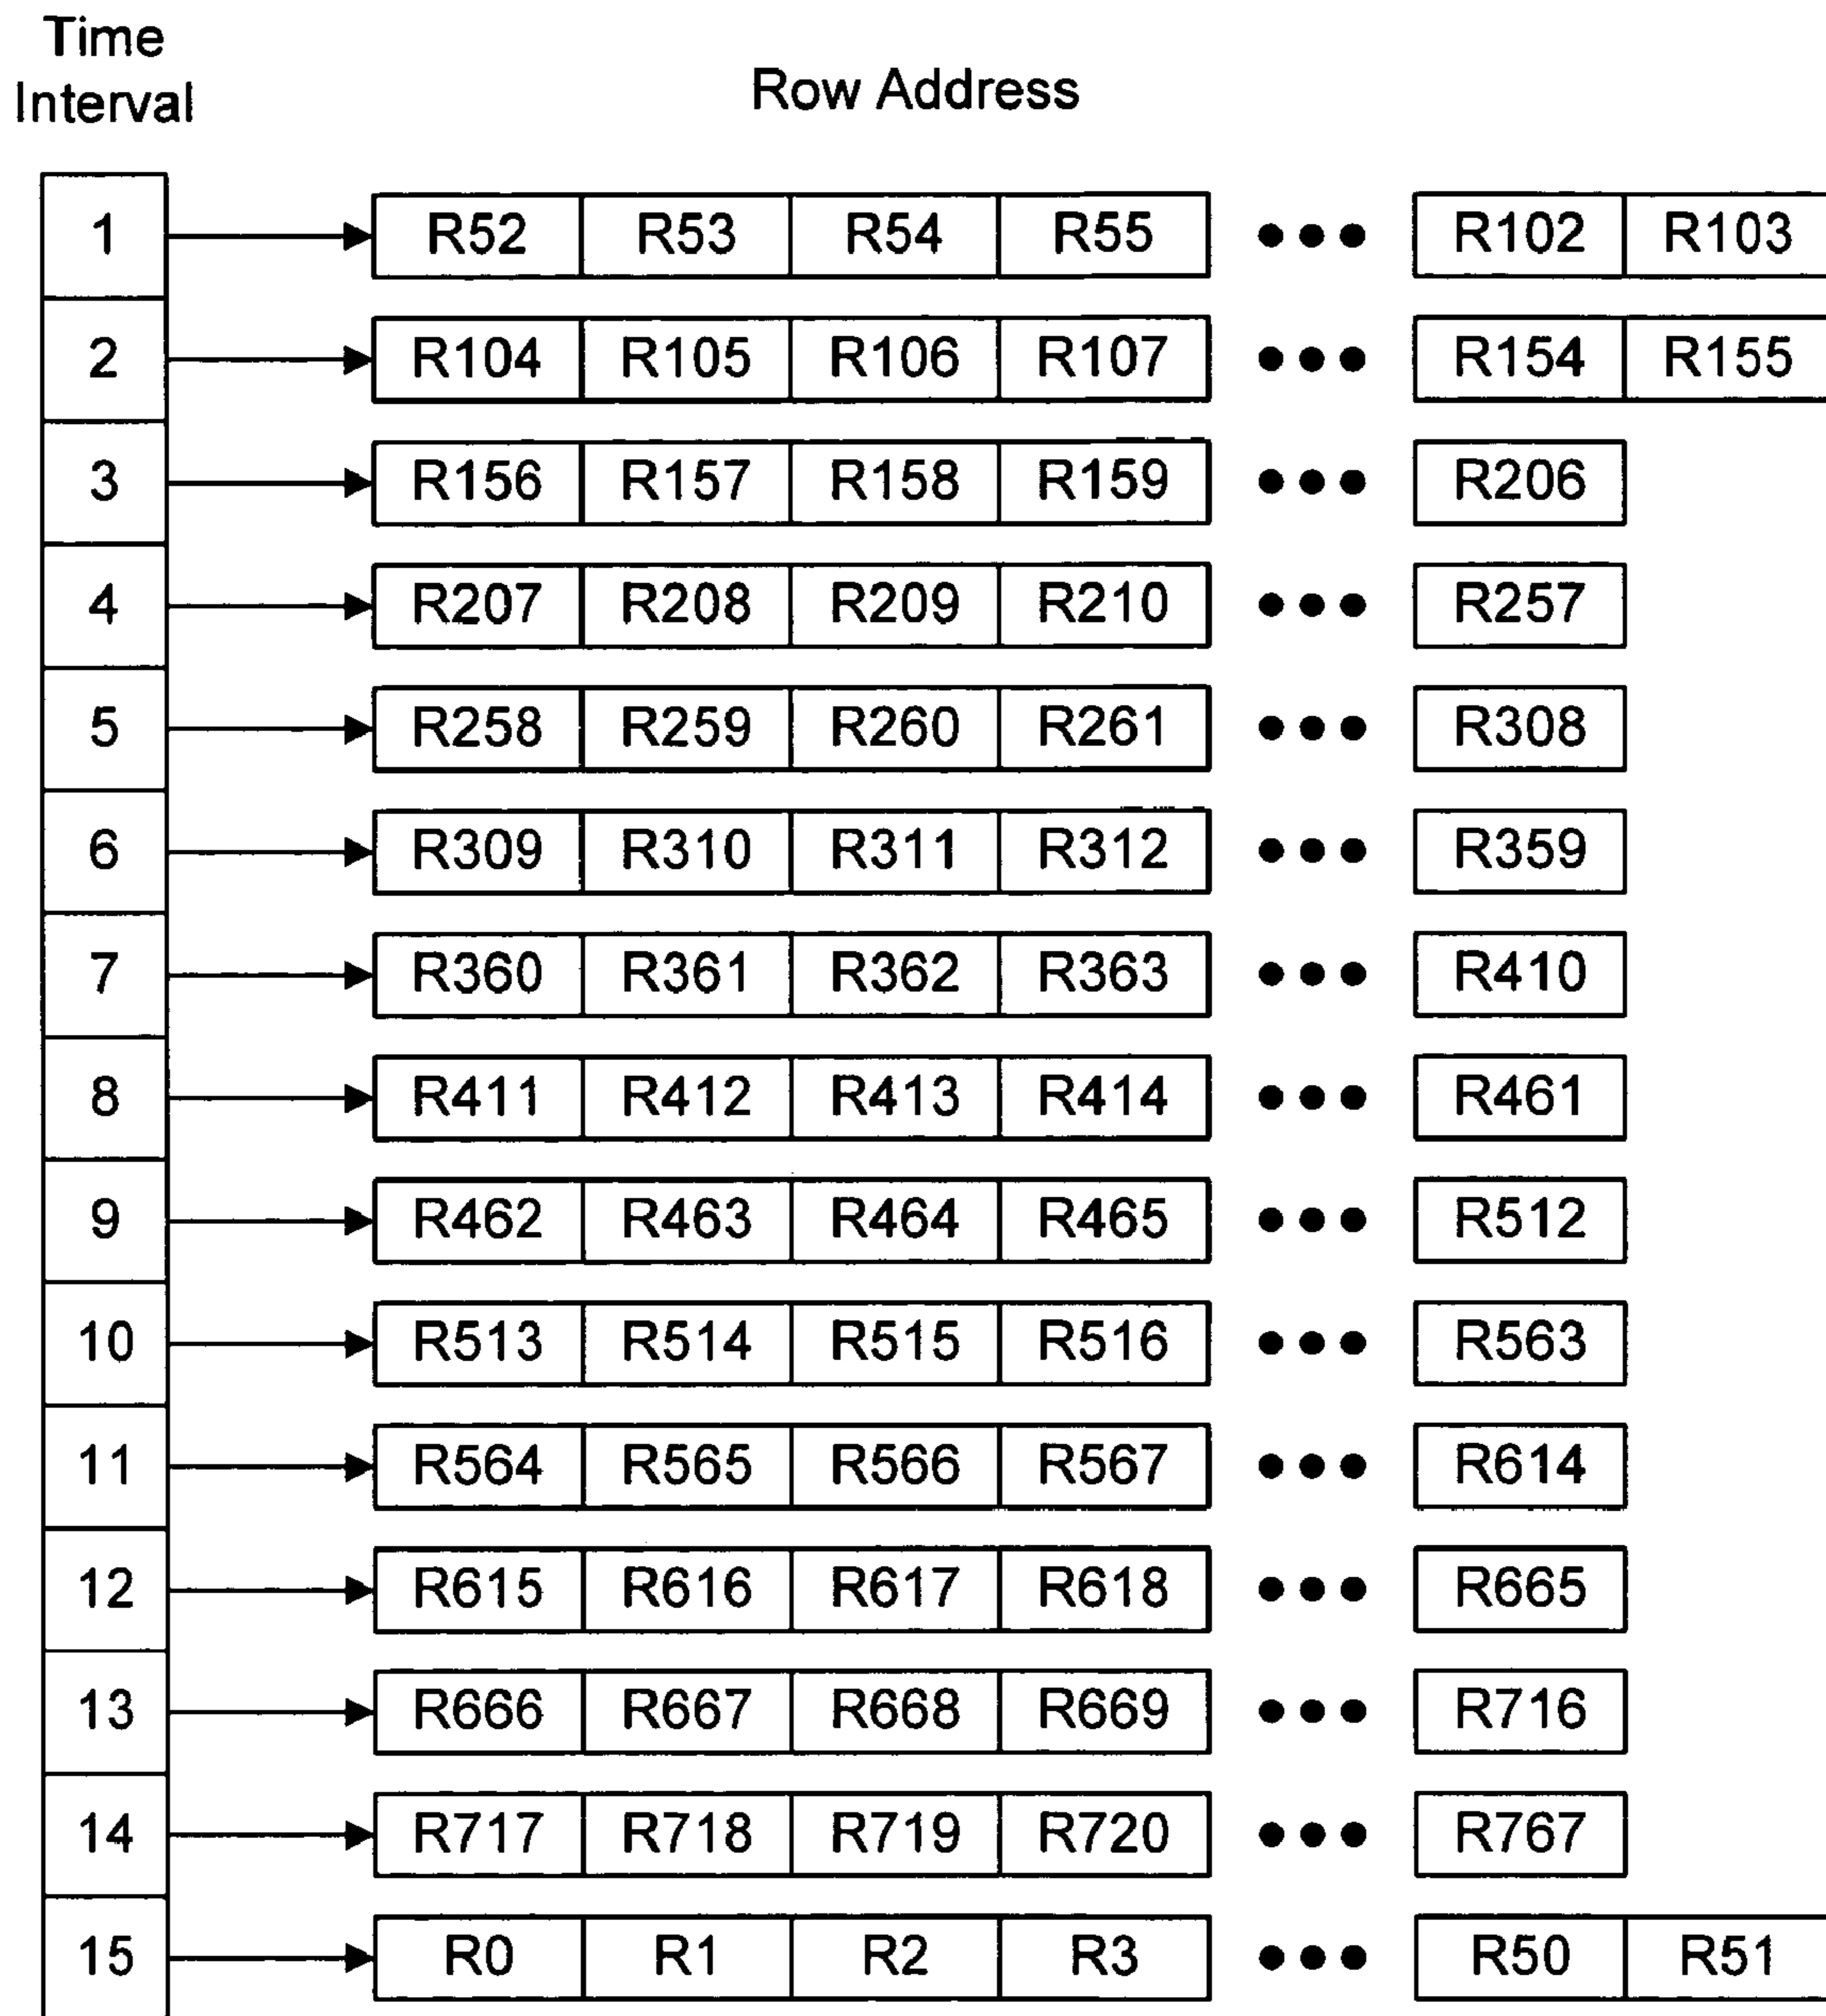 Time
Interval
Row Address
1 R52 R53 R54 R55 ••• R102 R103
2 R104 R105 R106 R107 ••• R154 R155
3 R156 R157 R158 R159 ••• R206
4 R207 R208 R209 R210 ••• R257
5 R258 R259 R260 R261 ••• R308
6 R309 R310 R311 R312 ••• R359
7 R360 R361 R362 R363 ••• R410
8 R411 R412 R413 R414 ••• R461
9 R462 R463 R464 R465 ••• R512
10 R513 R514 R515 R516 ••• R563
11 R564 R565 R566 R567 ••• R614
12 R615 R616 R617 R618 ••• R665
13 R666 R667 R668 R669 ••• R716
14 R717 R718 R719 R720 ••• R767
15 R0 R1 R2 R3 ••• R50 R51